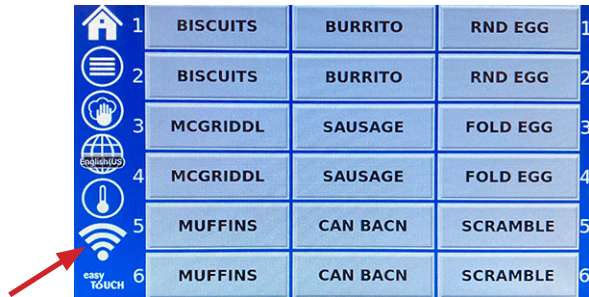 1 BISCUITS BURRITO RND EGG 1
2 BISCUITS BURRITO RND EGG 2
3 MCGRIDDL SAUSAGE FOLD EGG 3
English(US
4 MCGRIDDL SAUSAGE FOLD EGG 4
5 MUFFINS CAN BACN SCRAMBLE 5
easy
TOUCH 6 MUFFINS CAN BACN SCRAMBLE 6